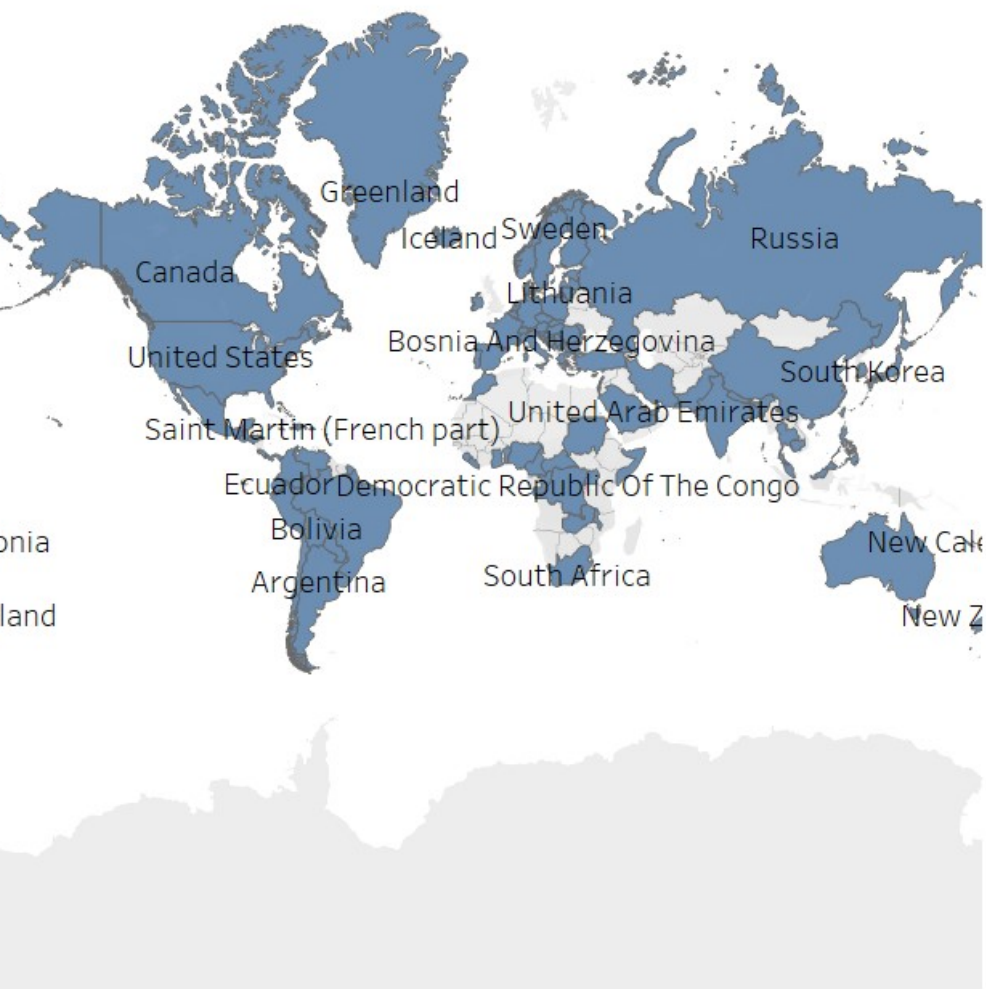 Greenland
Iceland
Sweden
Russia
Canada
Lithuania
Bosnia And Herzegovina
United States
South Korea
United Arab Emirates
Saint Martin (French part)
Ecuador
Democratic Republic Of The Congo
Bolivia
onia
New Cale
Argentina
South Africa
land
New Z